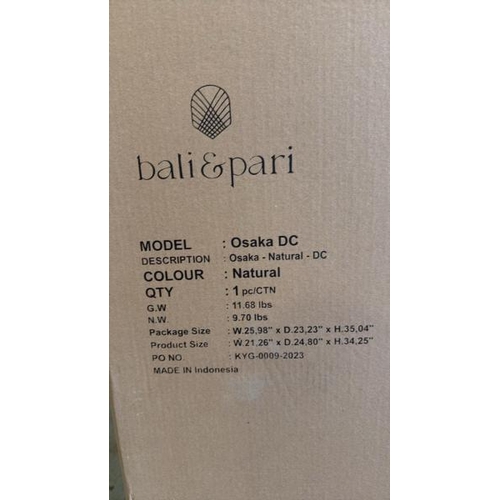 bali&pari
MODEL : Osaka DC
DESCRIPTION : Osaka - Natural - DC
COLOUR : Natural
QTY : 1 pc/CTN
G.W : 11.68 lbs
N.W. : 9.70 lbs
Package Size : W.25,98" x D.23,23" x H.35,04"
Product Size : W.21,26" x D.24.80" x H.34,25"
PO NO. : KYG-0009-2023
MADE IN Indonesia